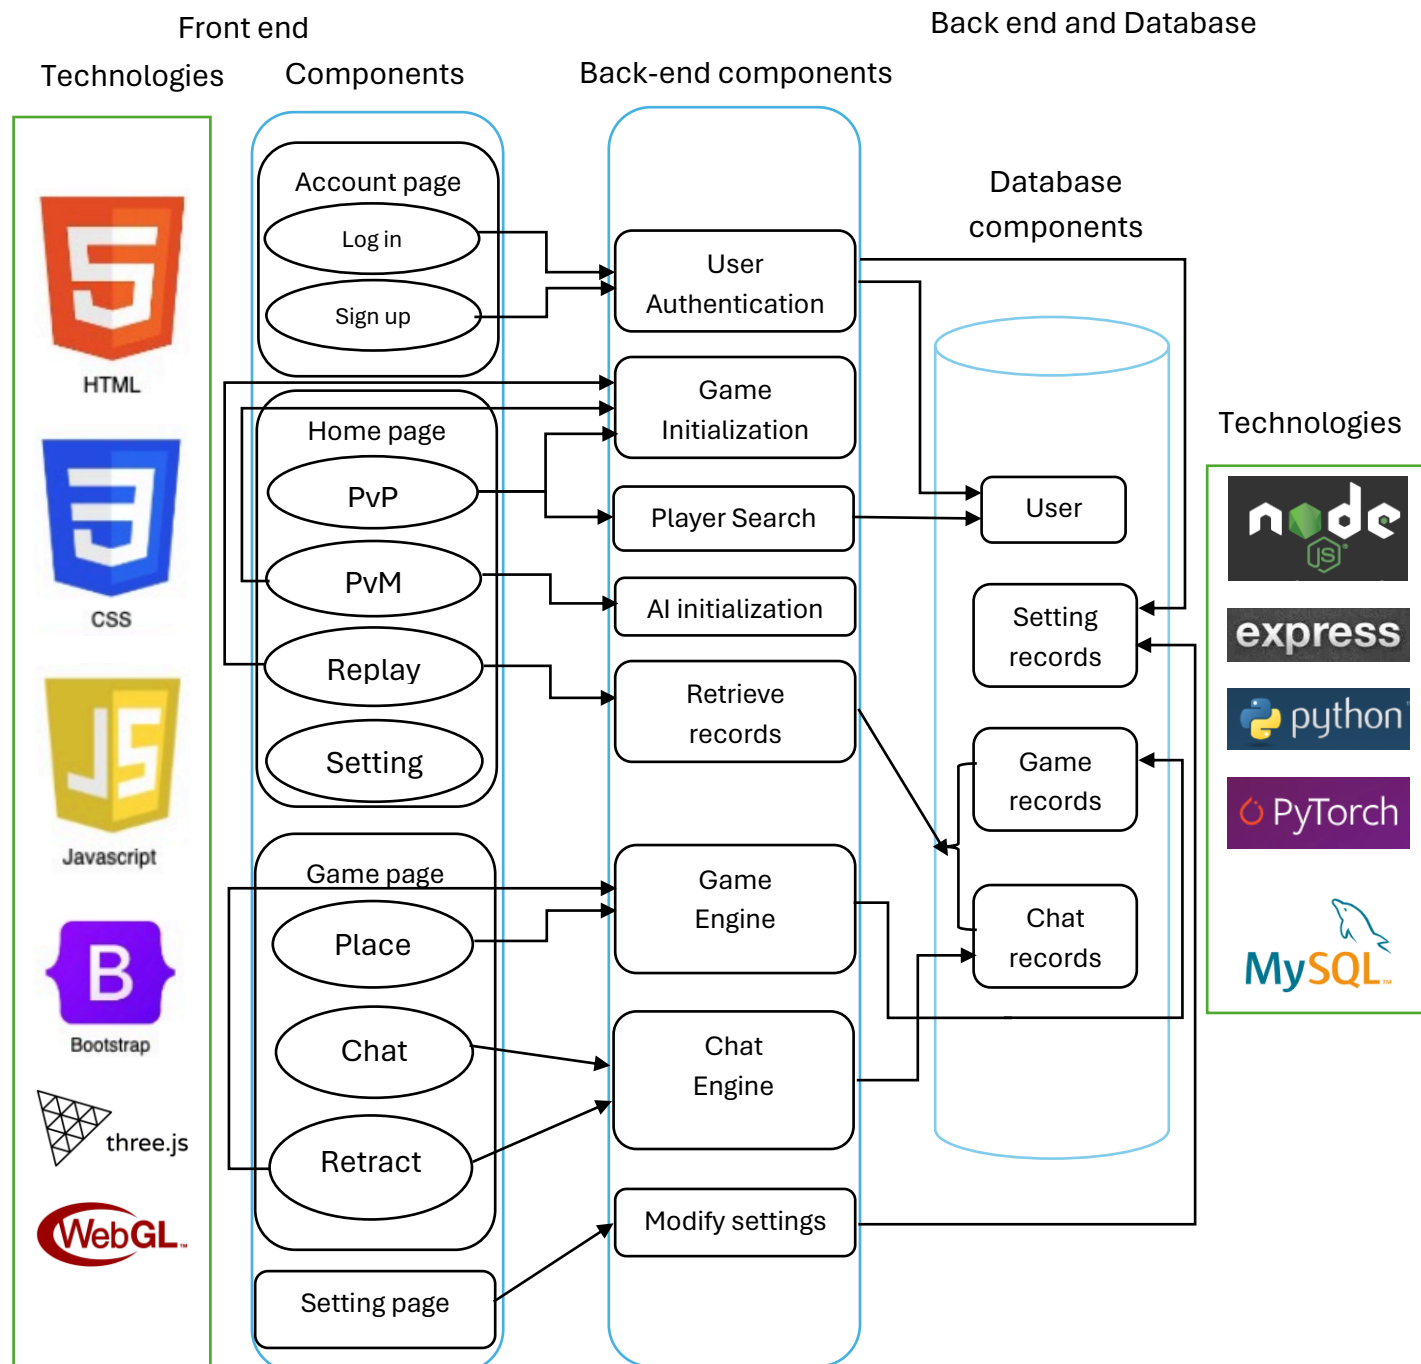 Front end
Back end and Database
Technologies
Components
Back-end components
HTML
CSS
Javascript
Bootstrap
three.js
WebGL™
Account page
Log in
Sign up
Home page
PvP
PvM
Replay
Setting
Game page
Place
Chat
Retract
Setting page
User
Authentication
Game
Initialization
Player Search
AI initialization
Retrieve
records
Game
Engine
Chat
Engine
Modify settings
Database
components
User
Setting
records
Game
records
Chat
records
Technologies
node
JS®
express
python
PyTorch
MySQL™